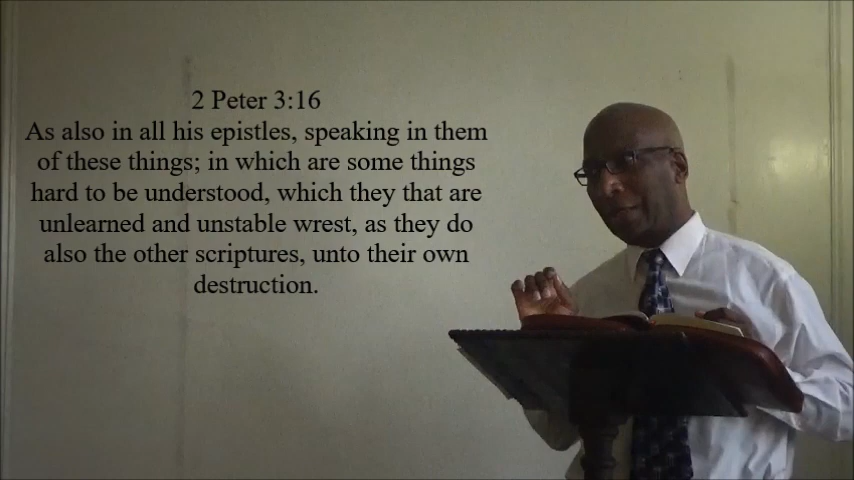 2 Peter 3:16
As also in all his epistles, speaking in them
of these things; in which are some things
hard to be understood, which they that are
unlearned and unstable wrest, as they do
also the other scriptures, unto their own
destruction.